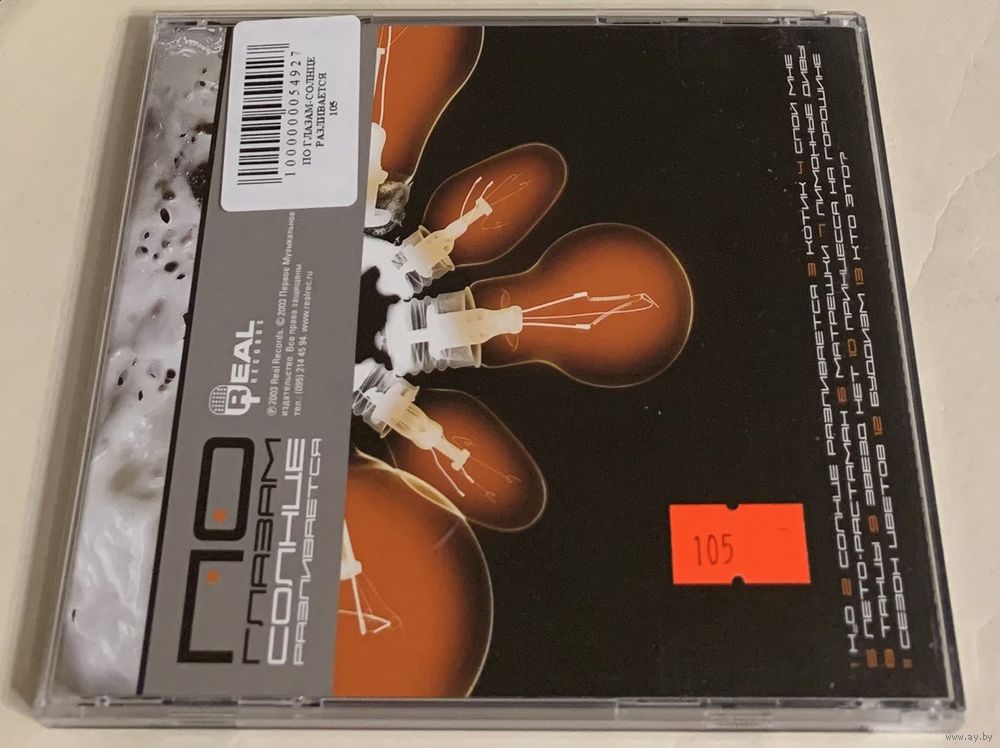 1000000054927
ПО ГЛАЗАМ-СОЛНЦЕ
РАЗЛИВАЕТСЯ
105
REAL
RECORDS
℗ 2003 Real Records. © 2003 Первое Музыкальное
издательство. Все права защищены.
тел.: (095) 214 45 94. www.realrec.ru
П*О*
ГЛАЗАМ
СОЛНЦЕ
РАЗЛИВАЕТСЯ
1 Н2О 2 СОЛНЦЕ РАЗЛИВАЕТСЯ 3 КОТИК 4 СПОЙ МНЕ
5 ЛЕТО-РАСТАМАН 6 МАТРЕШКИ 7 ЛИМОННЫЕ ДИВЫ
8 ТАНЦЫ 9 ЗВЕЗД НЕТ 10 ПРИНЦЕССА НА ГОРОШИНЕ
11 СЕЗОН ЦВЕТОВ 12 БУДДИЗМ 13 КТО ЭТО?
105
www.ay.by